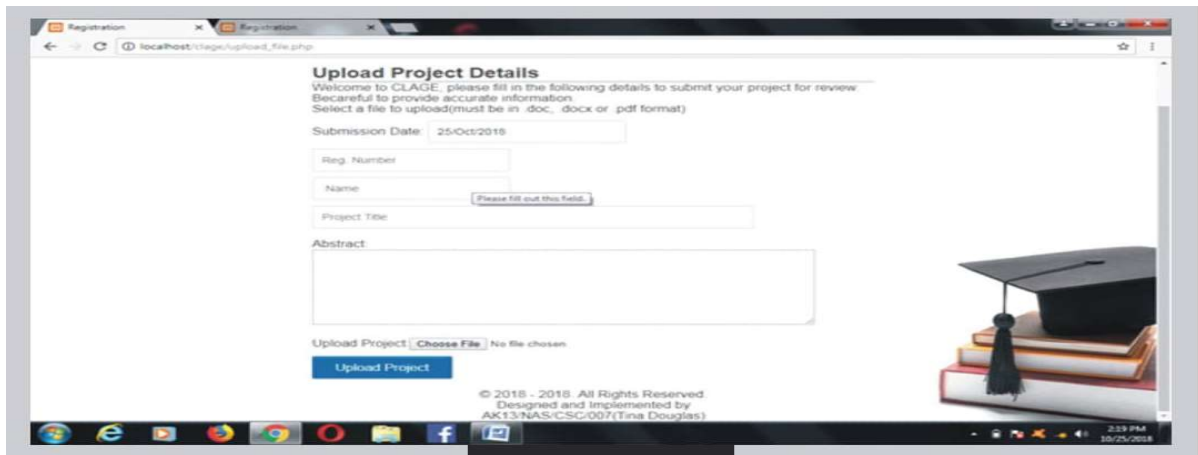 Registration
Registration
localhost/clage/upload_file.php
Upload Project Details
Welcome to CLAGE, please fill in the following details to submit your project for review
Becareful to provide accurate information
Select a file to upload(must be in .doc, .docx or .pdf format)
Submission Date: 25/Oct/2018
Reg. Number
Name
Please fill out this field.
Project Title
Abstract
Upload Project Choose File No file chosen
Upload Project
© 2018 - 2018. All Rights Reserved.
Designed and Implemented by
AK13/NAS/CSC/007(Tina Douglas)
2:19 PM
10/25/2018